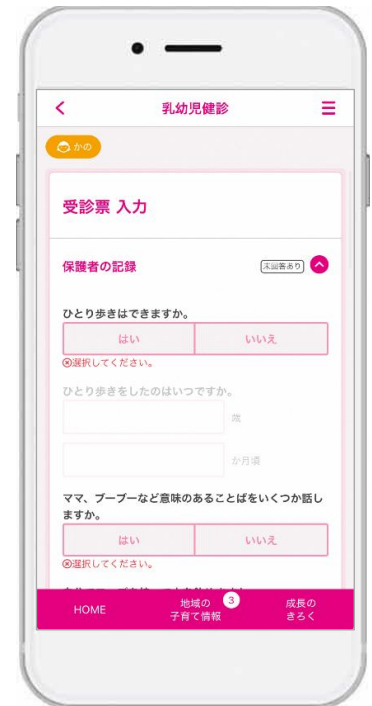 乳幼児健診
かの
受診票 入力
保護者の記録
未回答あり
ひとり歩きはできますか。
はい
いいえ
選択してください。
ひとり歩きをしたのはいつですか。
歳
か月頃
ママ、ブーブーなど意味のあることばをいくつか話し
ますか。
はい
いいえ
選択してください。
HOME
地域の
子育て情報
3
成長の
きろく